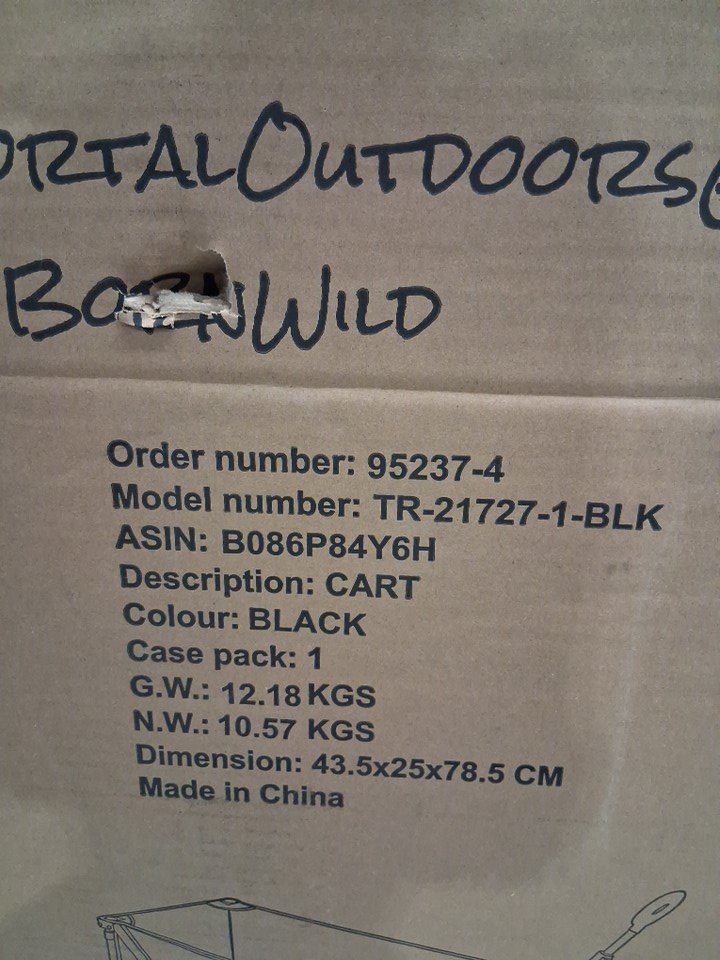 ORTALOUTDOORS
WILD
Order number: 95237-4
Model number: TR-21727-1-BLK
ASIN: B086P84Y6H
Description: CART
Colour: BLACK
Case pack: 1
G.W.: 12.18 KGS
N.W.: 10.57 KGS
Dimension: 43.5x25x78.5 CM
Made in China